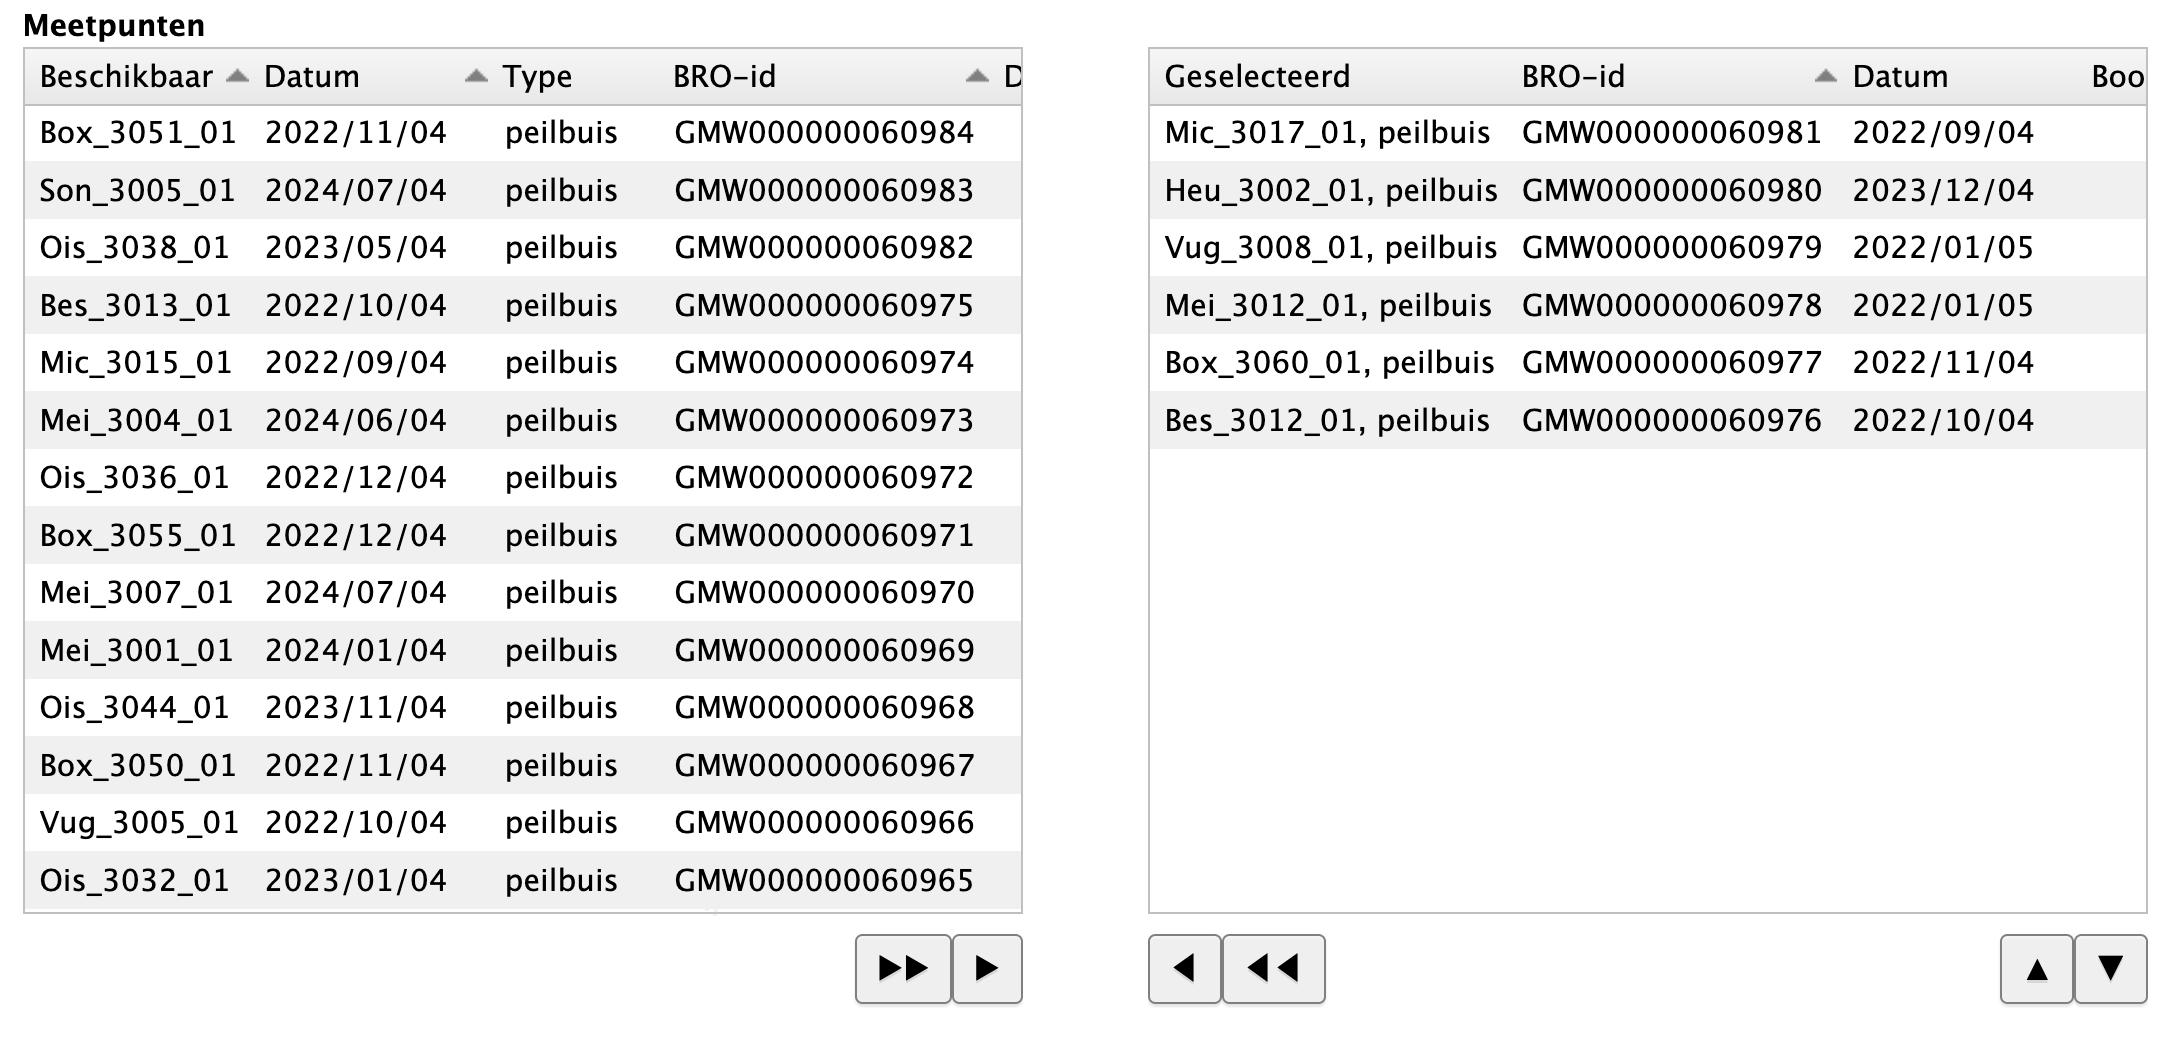 Meetpunten
Beschikbaar Datum Type BRO-id D
Box_3051_01 2022/11/04 peilbuis GMW000000060984
Son_3005_01 2024/07/04 peilbuis GMW000000060983
Ois_3038_01 2023/05/04 peilbuis GMW000000060982
Bes_3013_01 2022/10/04 peilbuis GMW000000060975
Mic_3015_01 2022/09/04 peilbuis GMW000000060974
Mei_3004_01 2024/06/04 peilbuis GMW000000060973
Ois_3036_01 2022/12/04 peilbuis GMW000000060972
Box_3055_01 2022/12/04 peilbuis GMW000000060971
Mei_3007_01 2024/07/04 peilbuis GMW000000060970
Mei_3001_01 2024/01/04 peilbuis GMW000000060969
Ois_3044_01 2023/11/04 peilbuis GMW000000060968
Box_3050_01 2022/11/04 peilbuis GMW000000060967
Vug_3005_01 2022/10/04 peilbuis GMW000000060966
Ois_3032_01 2023/01/04 peilbuis GMW000000060965
Geselecteerd BRO-id Datum Boo
Mic_3017_01, peilbuis GMW000000060981 2022/09/04
Heu_3002_01, peilbuis GMW000000060980 2023/12/04
Vug_3008_01, peilbuis GMW000000060979 2022/01/05
Mei_3012_01, peilbuis GMW000000060978 2022/01/05
Box_3060_01, peilbuis GMW000000060977 2022/11/04
Bes_3012_01, peilbuis GMW000000060976 2022/10/04